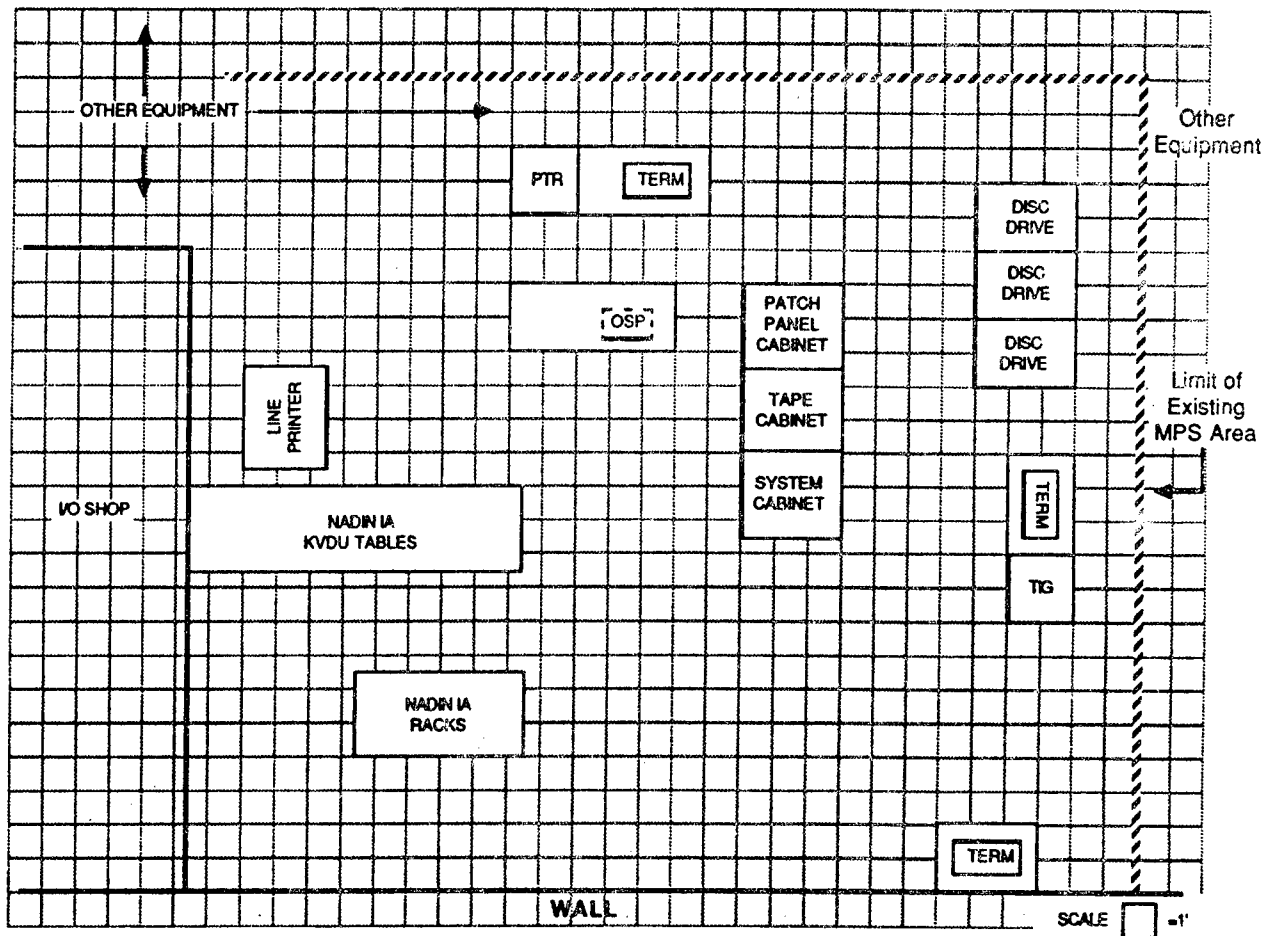 OTHER EQUIPMENT
Other
Equipment
PTR
TERM
DISC
DRIVE
DISC
DRIVE
DISC
DRIVE
OSP
PATCH
PANEL
CABINET
TAPE
CABINET
SYSTEM
CABINET
LINE
PRINTER
Limit of
Existing
MPS Area
I/O SHOP
NADIN IA
KVDU TABLES
TERM
TIG
NADIN IA
RACKS
TERM
WALL
SCALE =1'